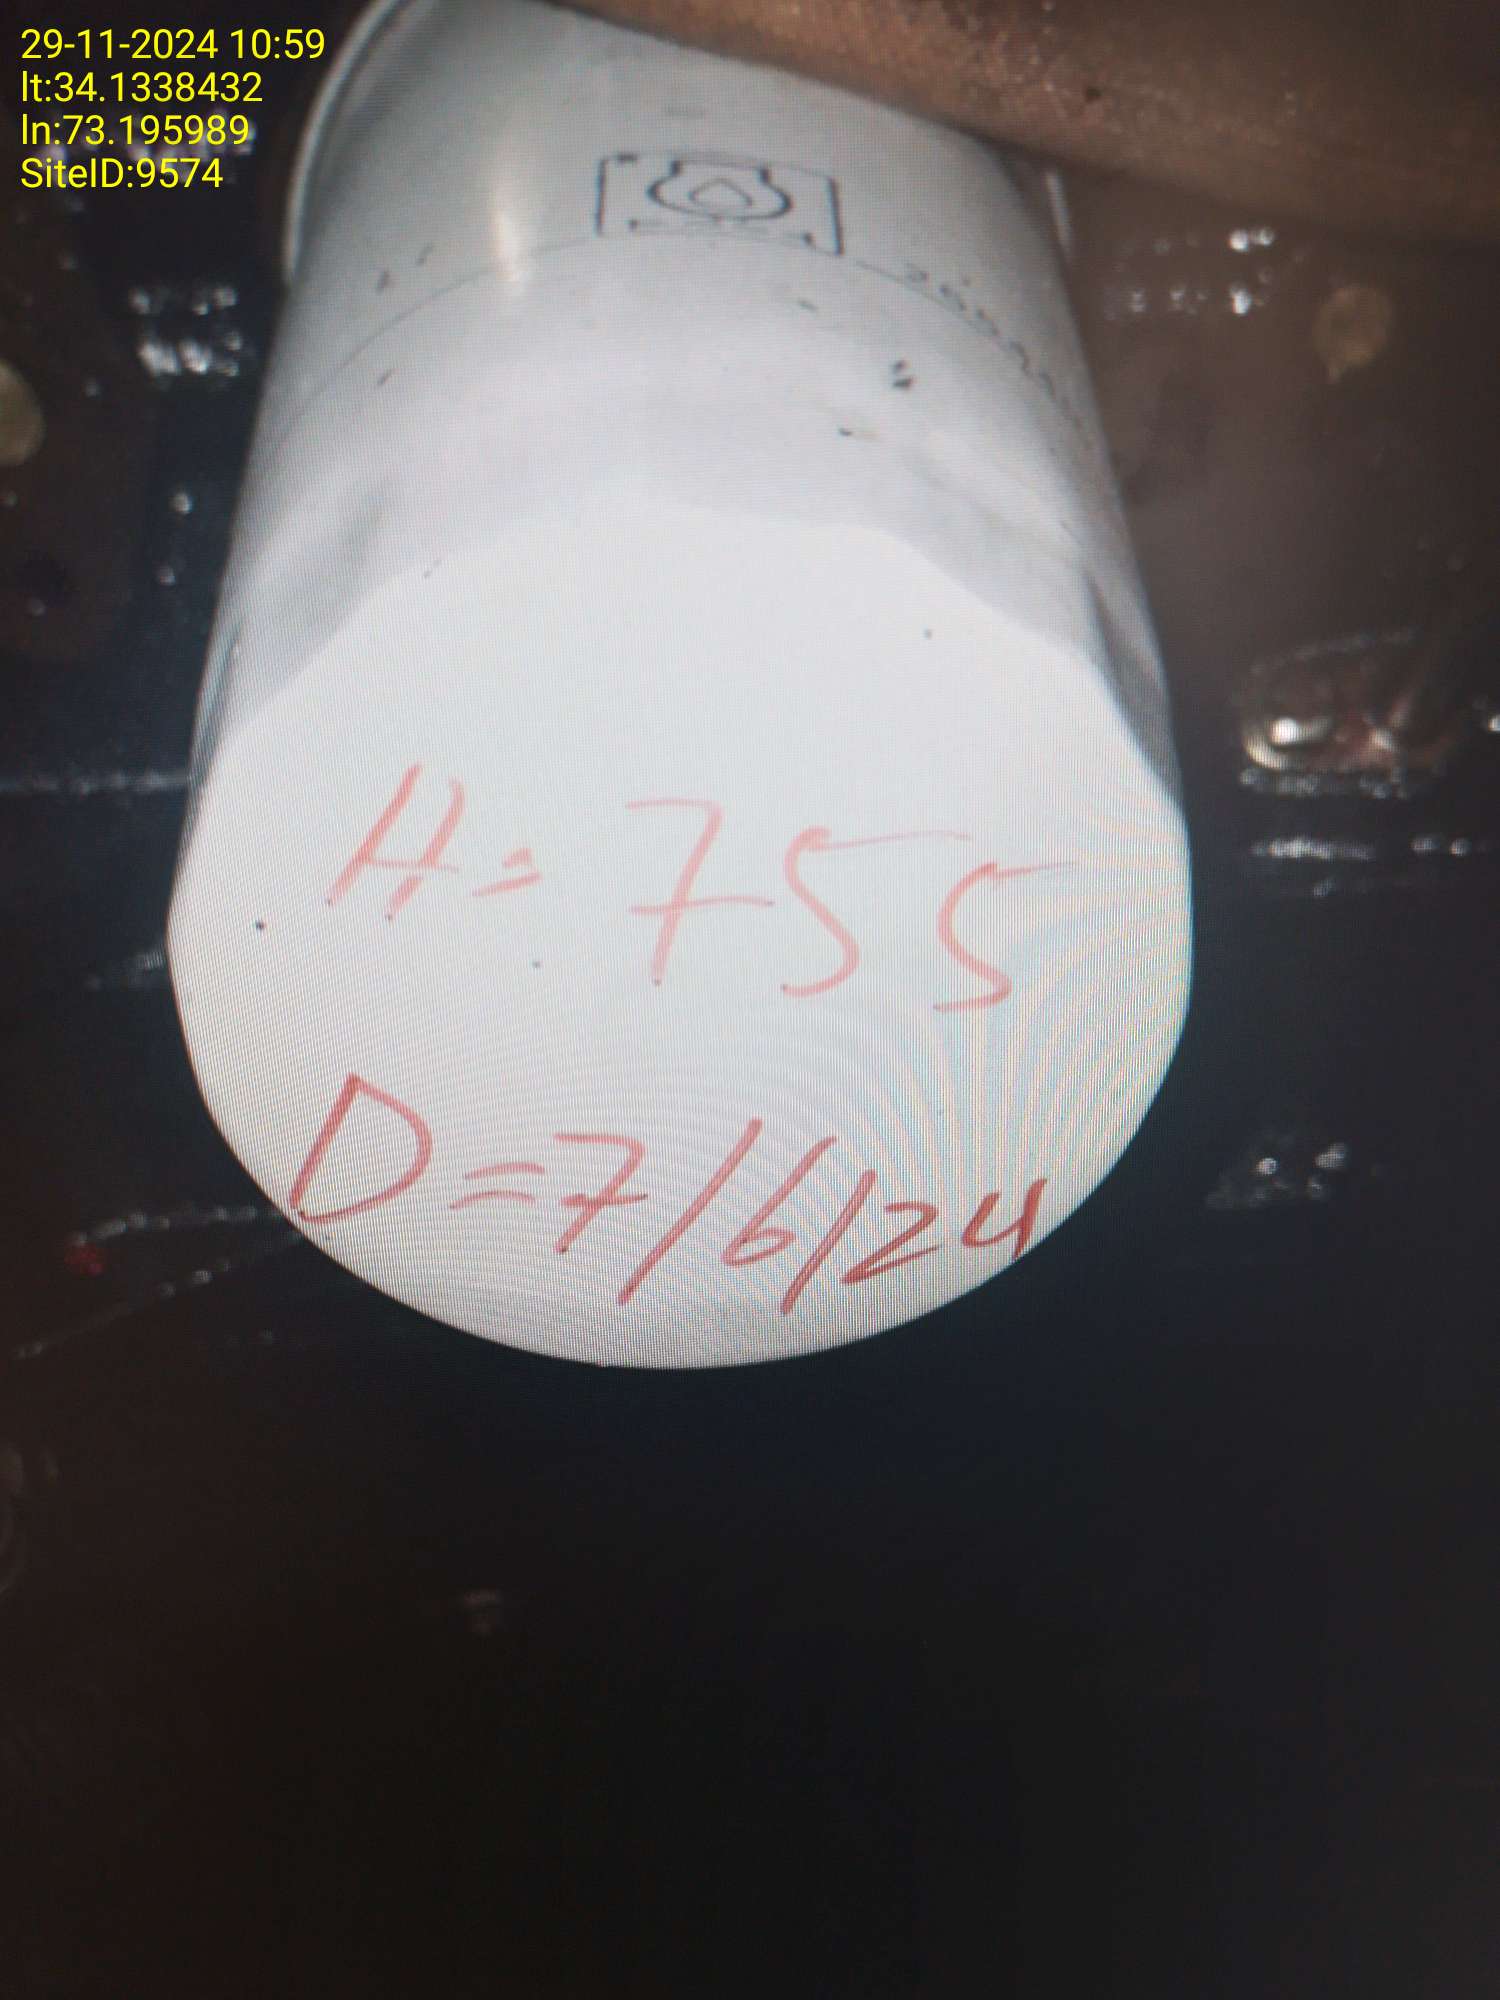 29-11-2024 10:59
lt:34.1338432
ln:73.195989
SiteID:9574
H=755
D=7/6/24